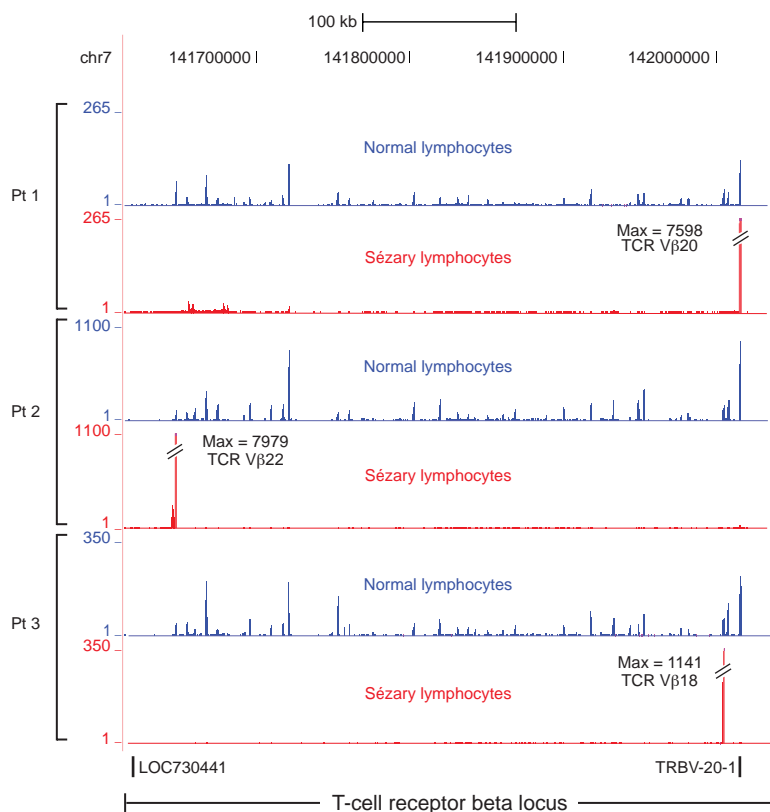 100 kb
chr7 141700000 141800000 141900000 142000000
Pt 1
265
Normal lymphocytes
1
265
Max = 7598
TCR Vβ20
Sézary lymphocytes
1
Pt 2
1100
Normal lymphocytes
1
1100
Max = 7979
TCR Vβ22
Sézary lymphocytes
1
Pt 3
350
Normal lymphocytes
1
350
Max = 1141
TCR Vβ18
Sézary lymphocytes
1
LOC730441 TRBV-20-1
T-cell receptor beta locus